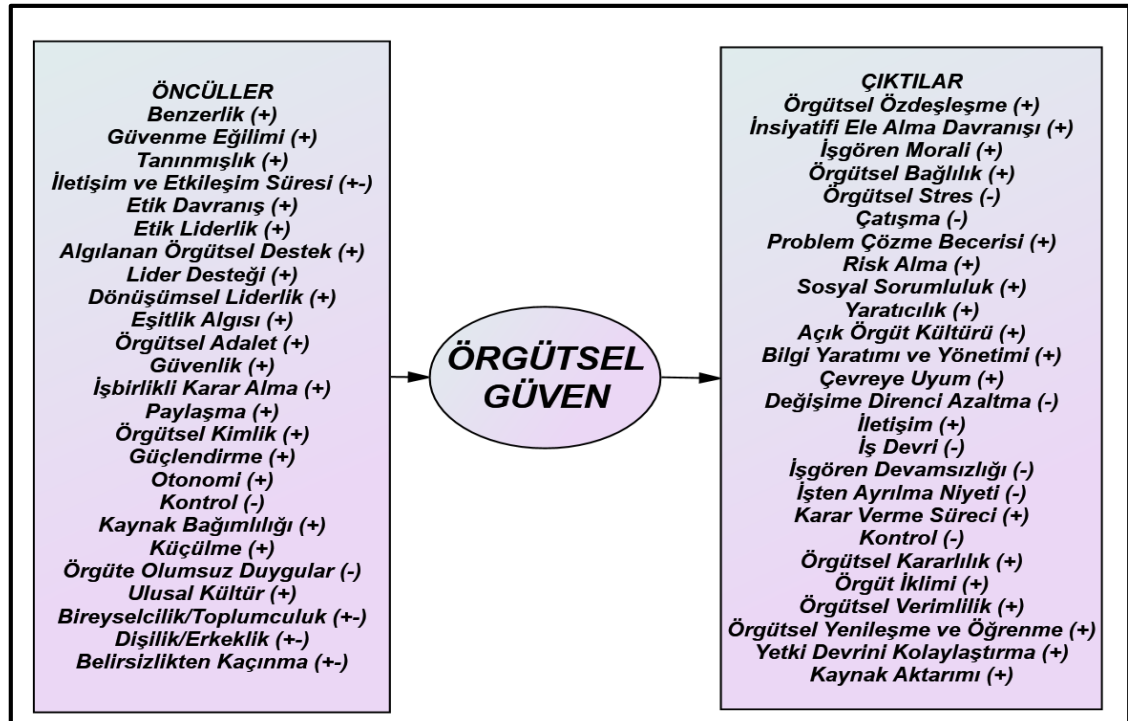 ÖNCÜLLER
Benzerlik (+)
Güvenme Eğilimi (+)
Tanınmışlık (+)
İletişim ve Etkileşim Süresi (+-)
Etik Davranış (+)
Etik Liderlik (+)
Algılanan Örgütsel Destek (+)
Lider Desteği (+)
Dönüşümsel Liderlik (+)
Eşitlik Algısı (+)
Örgütsel Adalet (+)
Güvenlik (+)
İşbirlikli Karar Alma (+)
Paylaşma (+)
Örgütsel Kimlik (+)
Güçlendirme (+)
Otonomi (+)
Kontrol (-)
Kaynak Bağımlılığı (+)
Küçülme (+)
Örgüte Olumsuz Duygular (-)
Ulusal Kültür (+)
Bireyselcilik/Toplumculuk (+-)
Dişilik/Erkeklik (+-)
Belirsizlikten Kaçınma (+-)
ÖRGÜTSEL
GÜVEN
ÇIKTILAR
Örgütsel Özdeşleşme (+)
İnsiyatifi Ele Alma Davranışı (+)
İşgören Morali (+)
Örgütsel Bağlılık (+)
Örgütsel Stres (-)
Çatışma (-)
Problem Çözme Becerisi (+)
Risk Alma (+)
Sosyal Sorumluluk (+)
Yaratıcılık (+)
Açık Örgüt Kültürü (+)
Bilgi Yaratımı ve Yönetimi (+)
Çevreye Uyum (+)
Değişime Direnci Azaltma (-)
İletişim (+)
İş Devri (-)
İşgören Devamsızlığı (-)
İşten Ayrılma Niyeti (-)
Karar Verme Süreci (+)
Kontrol (-)
Örgütsel Kararlılık (+)
Örgüt İklimi (+)
Örgütsel Verimlilik (+)
Örgütsel Yenileşme ve Öğrenme (+)
Yetki Devrini Kolaylaştırma (+)
Kaynak Aktarımı (+)